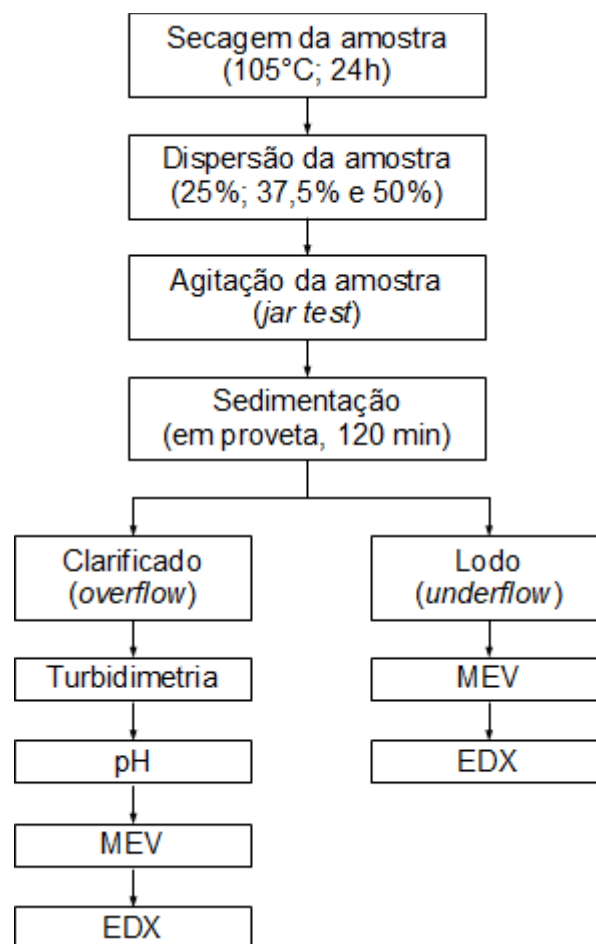 Secagem da amostra
(105°C; 24h)
Dispersão da amostra
(25%; 37,5% e 50%)
Agitação da amostra
(jar test)
Sedimentação
(em proveta, 120 min)
Clarificado
(overflow)
Turbidimetria
pH
MEV
EDX
Lodo
(underflow)
MEV
EDX